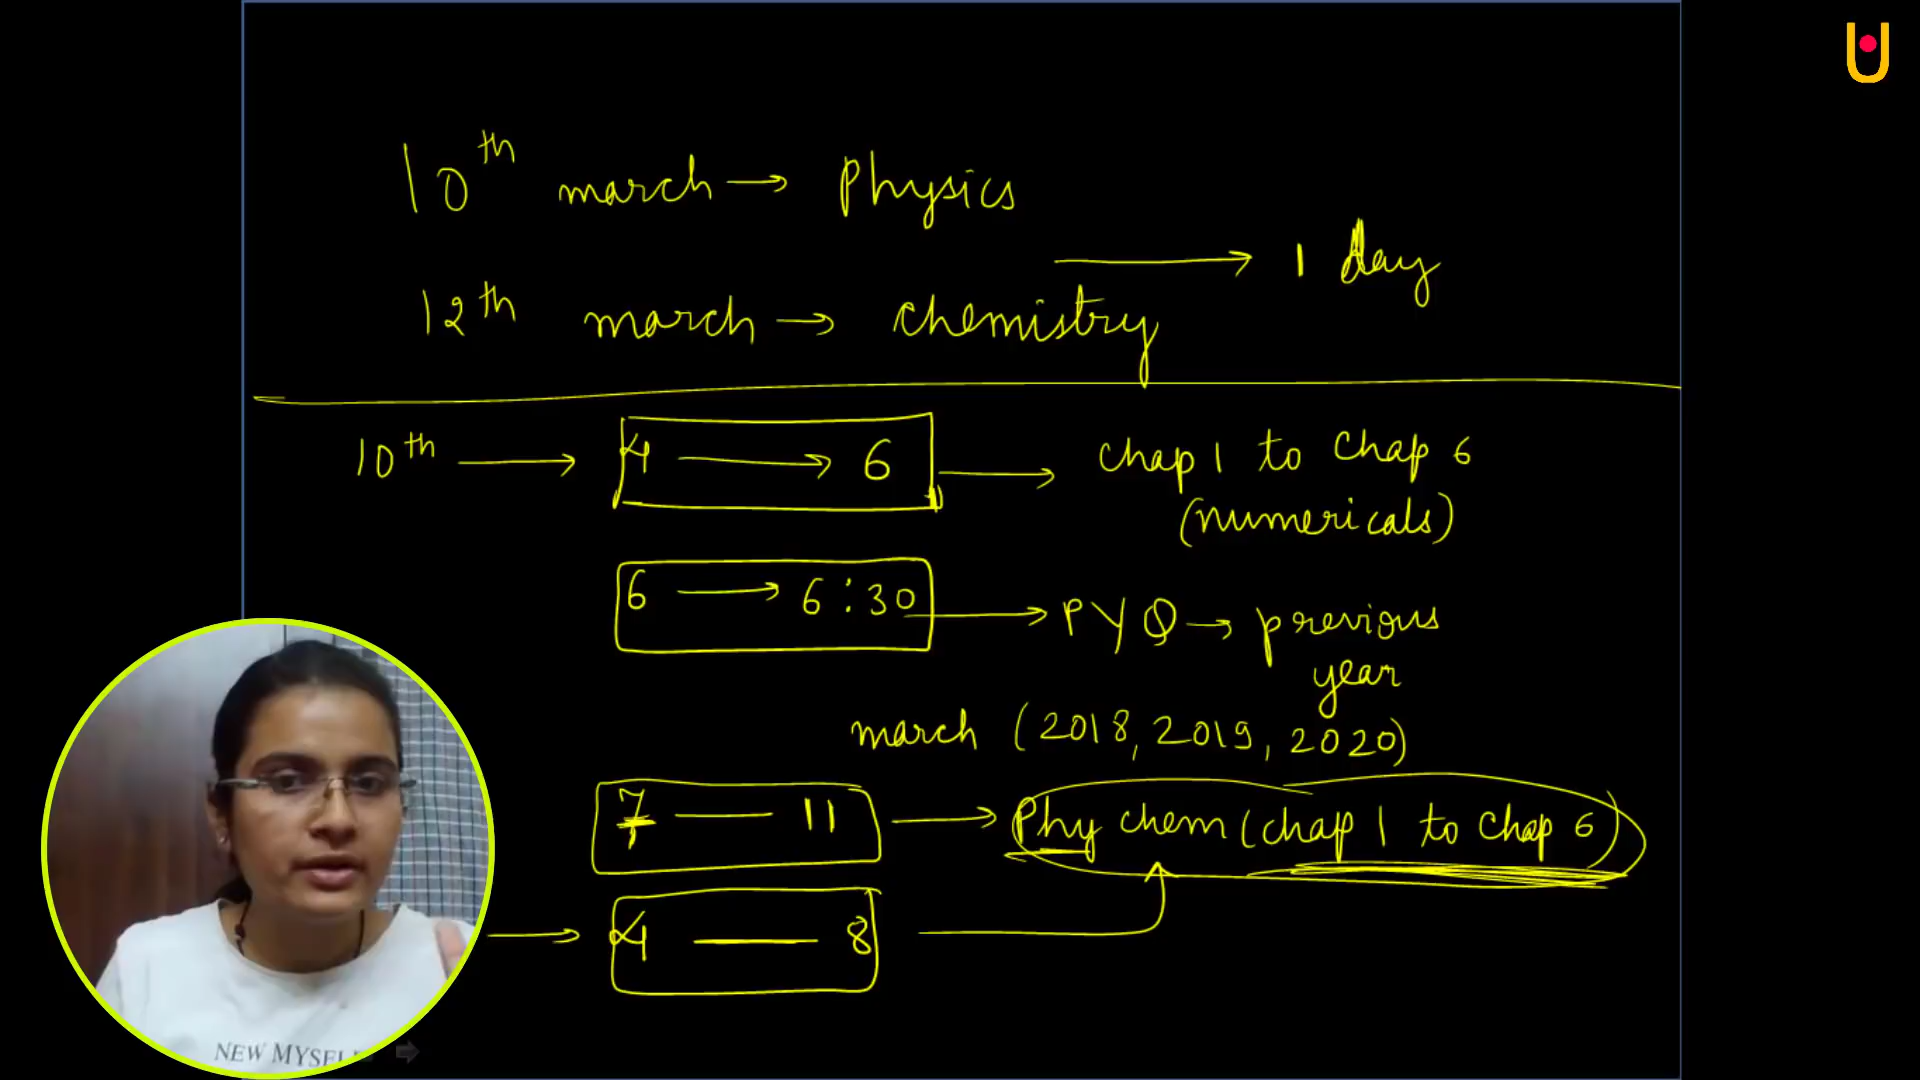 10th march → Physics
→ 1 day
12th march → chemistry
10th → 4 → 6 → chap 1 to chap 6
(numericals)
6 → 6:30 → PYQ → previous
year
march (2018, 2019, 2020)
7 — 11 → Phy chem (chap 1 to chap 6)
→ 4 — 8
NEW MYSEL